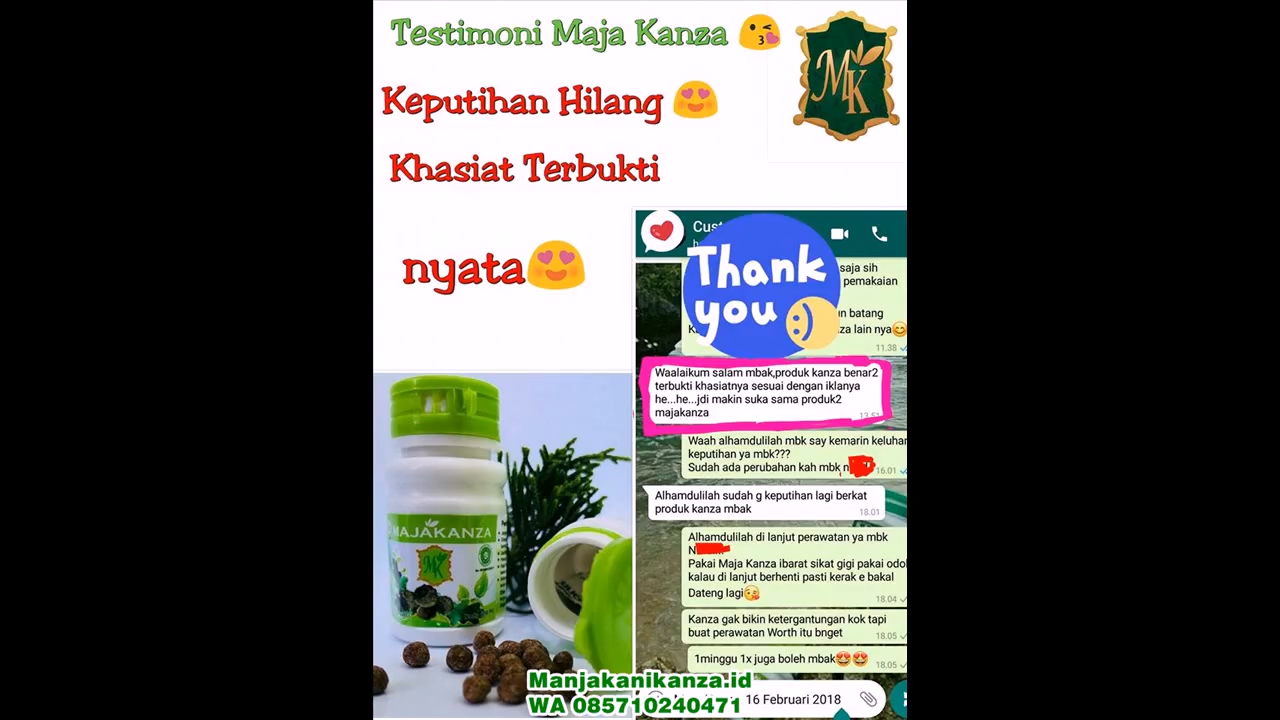 Testimoni Maja Kanza 😘
Keputihan Hilang 😍
Khasiat Terbukti
nyata😍
MK
Thank
you
saja sih
pemakaian
batang
lain nya😊
11.38
Waalaikum salam mbak,produk kanza benar2
terbukti khasiatnya sesuai dengan iklanya
he...he...jdi makin suka sama produk2
majakanza
13.51
Waah alhamdulilah mbk say kemarin keluhan
keputihan ya mbk???
Sudah ada perubahan kah mbk
16.01
Alhamdulilah sudah g keputihan lagi berkat
produk kanza mbak
18.01
Alhamdulilah di lanjut perawatan ya mbk
N
Pakai Maja Kanza ibarat sikat gigi pakai odol
kalau di lanjut berhenti pasti kerak e bakal
Dateng lagi😘
18.04
Kanza gak bikin ketergantungan kok tapi
buat perawatan Worth itu bnget
18.05
1minggu 1x juga boleh mbak🤩🤩
18.05
16 Februari 2018
MAJAKANZA
MK
Manjakanikanza.id
WA 085710240471